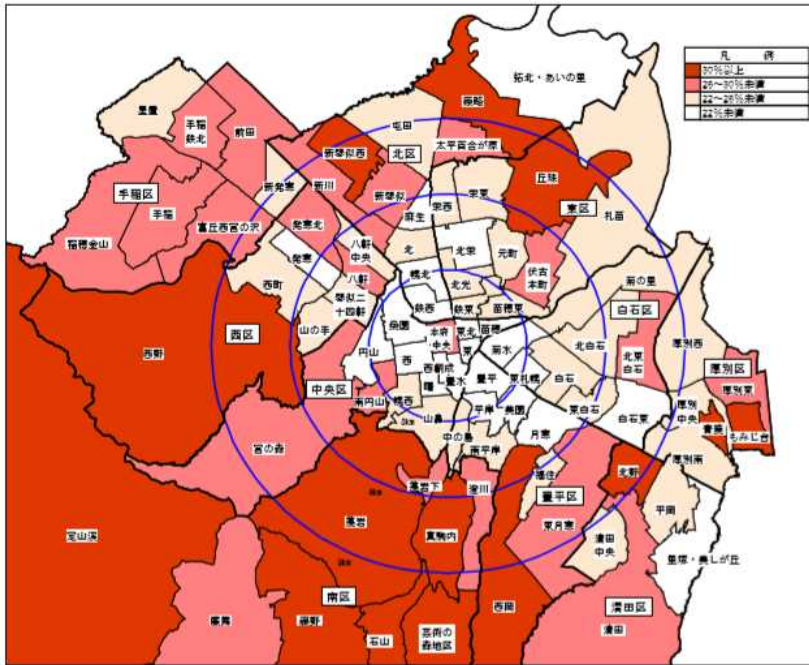 凡 例
30%以上
26~30%未満
22~26%未満
22%未満
拓北・あいの里
篠路
屯田
星置
手稲
鉄北
前田
太平百合が原
新琴似西
北区
丘珠
新川
新発寒
新琴似
栄東
東区
手稲区
手稲
麻生
栄西
札苗
富丘西宮の沢
発寒北
稲穂金山
八軒
中央
北
北栄
元町
伏古
本町
発寒
幌北
西町
八軒
北光
菊の里
琴似二
十四軒
鉄西
鉄東
苗穂東
白石区
桑園
山の手
本府
中央
東北
苗穂
北白石
厚別西
西区
円山
東
菊水
北東
白石
厚別区
西野
西
西創成
白石
厚別東
中央区
曙
豊水
豊平
東札幌
南円山
幌西
平岸
美園
東白石
白石東
厚別
中央
青葉
もみじ台
山鼻
月寒
宮の森
中の島
南平岸
厚別南
福住
北野
藻岩下
澄川
豊平区
藻岩
平岡
定山渓
真駒内
東月寒
清田
中央
里塚・美しが丘
南区
西岡
清田区
藤野
石山
芸術の
森地区
清田